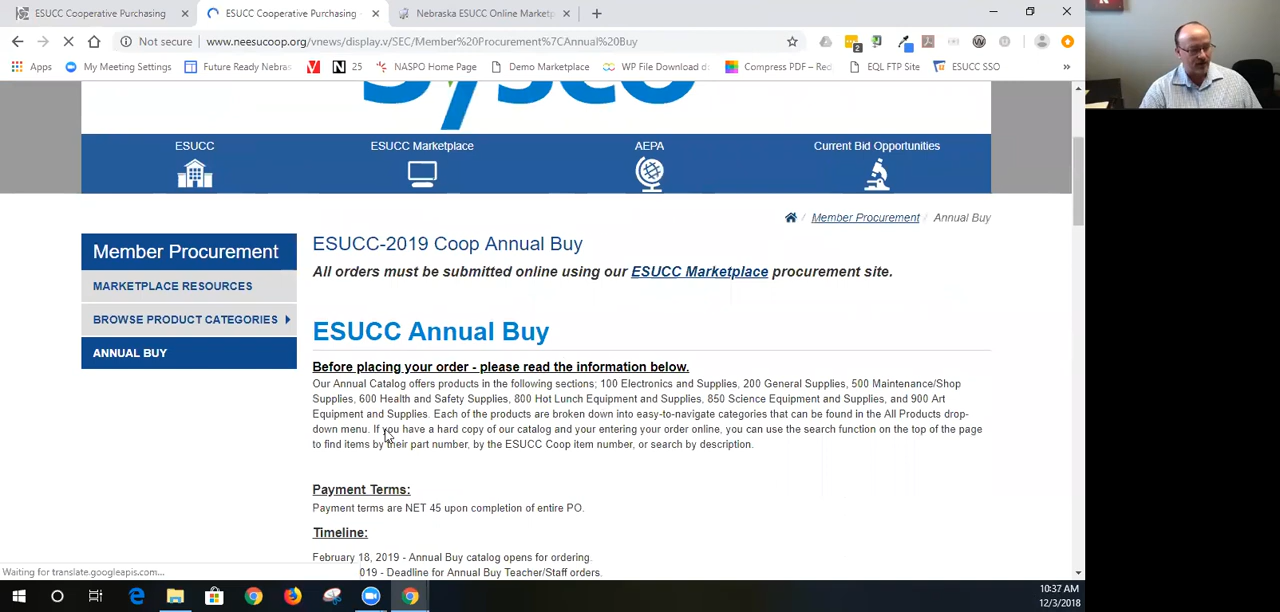 ESUCC Cooperative Purchasing
ESUCC Cooperative Purchasing
Nebraska ESUCC Online Marketp
Not secure
www.neesucoop.org/vnews/display.v/SEC/Member%20Procurement%7CAnnual%20Buy
Apps
My Meeting Settings
Future Ready Nebras
25
NASPO Home Page
Demo Marketplace
WP File Download d
Compress PDF – Red
EQL FTP Site
ESUCC SSO
sysco
ESUCC
ESUCC Marketplace
AEPA
Current Bid Opportunities
/ Member Procurement / Annual Buy
Member Procurement
MARKETPLACE RESOURCES
BROWSE PRODUCT CATEGORIES
ANNUAL BUY
ESUCC-2019 Coop Annual Buy
All orders must be submitted online using our ESUCC Marketplace procurement site.
ESUCC Annual Buy
Before placing your order - please read the information below.
Our Annual Catalog offers products in the following sections; 100 Electronics and Supplies, 200 General Supplies, 500 Maintenance/Shop
Supplies, 600 Health and Safety Supplies, 800 Hot Lunch Equipment and Supplies, 850 Science Equipment and Supplies, and 900 Art
Equipment and Supplies. Each of the products are broken down into easy-to-navigate categories that can be found in the All Products drop-
down menu. If you have a hard copy of our catalog and your entering your order online, you can use the search function on the top of the page
to find items by their part number, by the ESUCC Coop item number, or search by description.
Payment Terms:
Payment terms are NET 45 upon completion of entire PO.
Timeline:
February 18, 2019 - Annual Buy catalog opens for ordering.
019 - Deadline for Annual Buy Teacher/Staff orders.
Waiting for translate.googleapis.com...
10:37 AM
12/3/2018